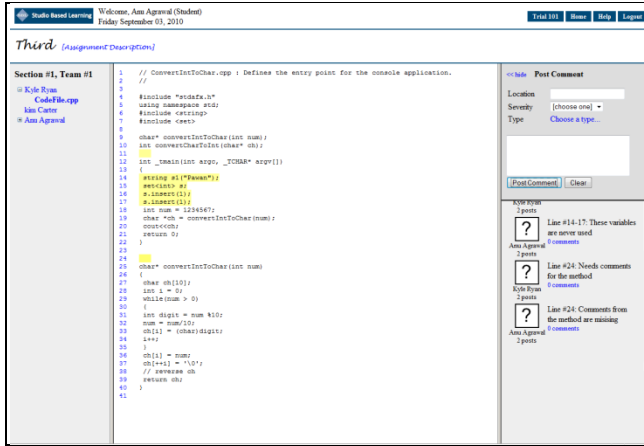 Studio Based Learning
Welcome, Anu Agrawal (Student)
Friday September 03, 2010
Trial 101 Home Help Logout
Third [Assignment Description]
Section #1, Team #1
Kyle Ryan
CodeFile.cpp
kim Carter
Anu Agrawal
1 // ConvertIntToChar.cpp : Defines the entry point for the console application.
2 //
3
4 #include "stdafx.h"
5 using namespace std;
6 #include <string>
7 #include <set>
8
9 char* convertIntToChar(int num);
10 int convertCharToInt(char* ch);
11
12 int _tmain(int argc, _TCHAR* argv[])
13 {
14 string s1("Pawan");
15 set<int> s;
16 s.insert(1);
17 s.insert(1);
18 int num = 1234567;
19 char *ch = convertIntToChar(num);
20 cout<<ch;
21 return 0;
22 }
23
24
25 char* convertIntToChar(int num)
26 {
27 char ch[10];
28 int i = 0;
29 while(num > 0)
30 {
31 int digit = num %10;
32 num = num/10;
33 ch[i] = (char)digit;
34 i++;
35 }
36 ch[i] = num;
37 ch[++i] = '\0';
38 // reverse ch
39 return ch;
40 }
41
<< hide Post Comment
Location
Severity [choose one]
Type Choose a type...
Post Comment Clear
Kyle Ryan
2 posts
? Line #14-17: These variables are never used
Anu Agrawal 0 comments
2 posts
? Line #24: Needs comments for the method
Kyle Ryan 0 comments
2 posts
? Line #24: Comments from the method are misising
Anu Agrawal 0 comments
2 posts